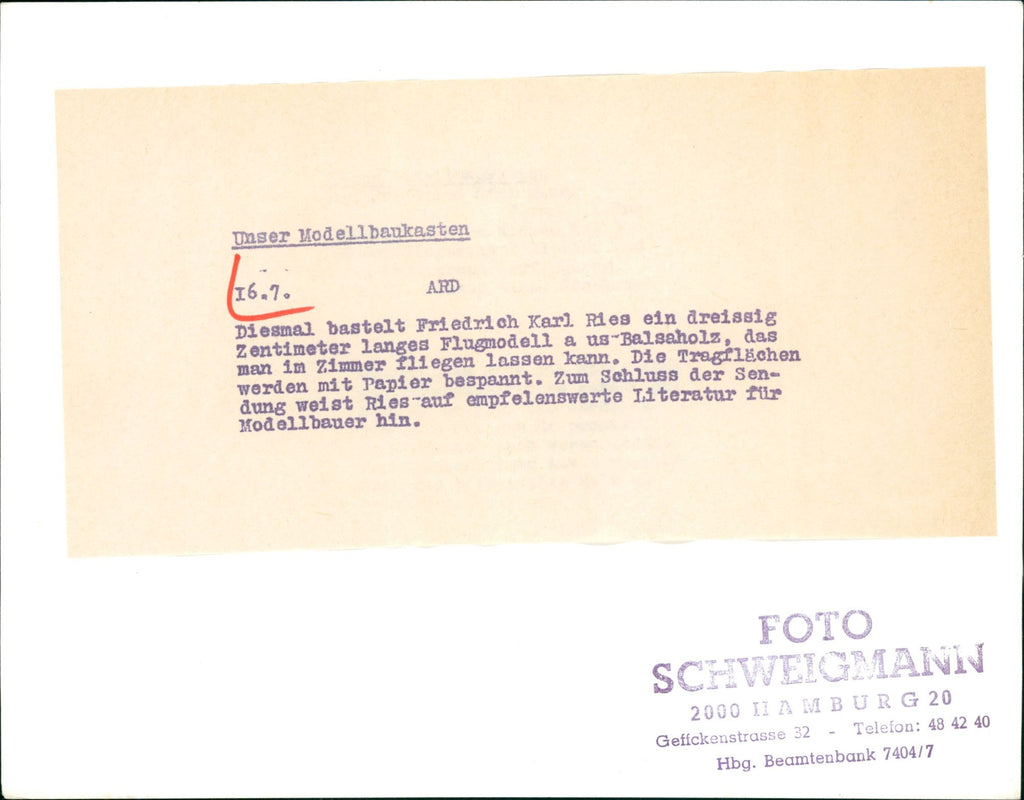 Unser Modellbaukasten
16.7. ARD
Diesmal bastelt Friedrich Karl Ries ein dreissig
Zentimeter langes Flugmodell a us-Balsaholz, das
man im Zimmer fliegen lassen kann. Die Tragflächen
werden mit Papier bespannt. Zum Schluss der Sen-
dung weist Ries-auf empfelenswerte Literatur für
Modellbauer hin.
FOTO
SCHWEIGMANN
2000 HAMBURG 20
Geffckenstrasse 32 - Telefon: 48 42 40
Hbg. Beamtenbank 7404/7